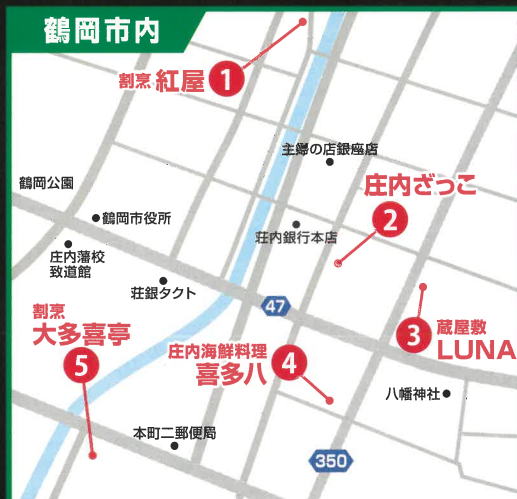 鶴岡市内
割烹 紅屋 1
主婦の店銀座店
庄内ざっこ
2
鶴岡公園
鶴岡市役所
荘内銀行本店
庄内藩校
致道館
荘銀タクト
47
割烹
大多喜亭
5
庄内海鮮料理
喜多八
4
3
蔵屋敷
LUNA
八幡神社
本町二郵便局
350